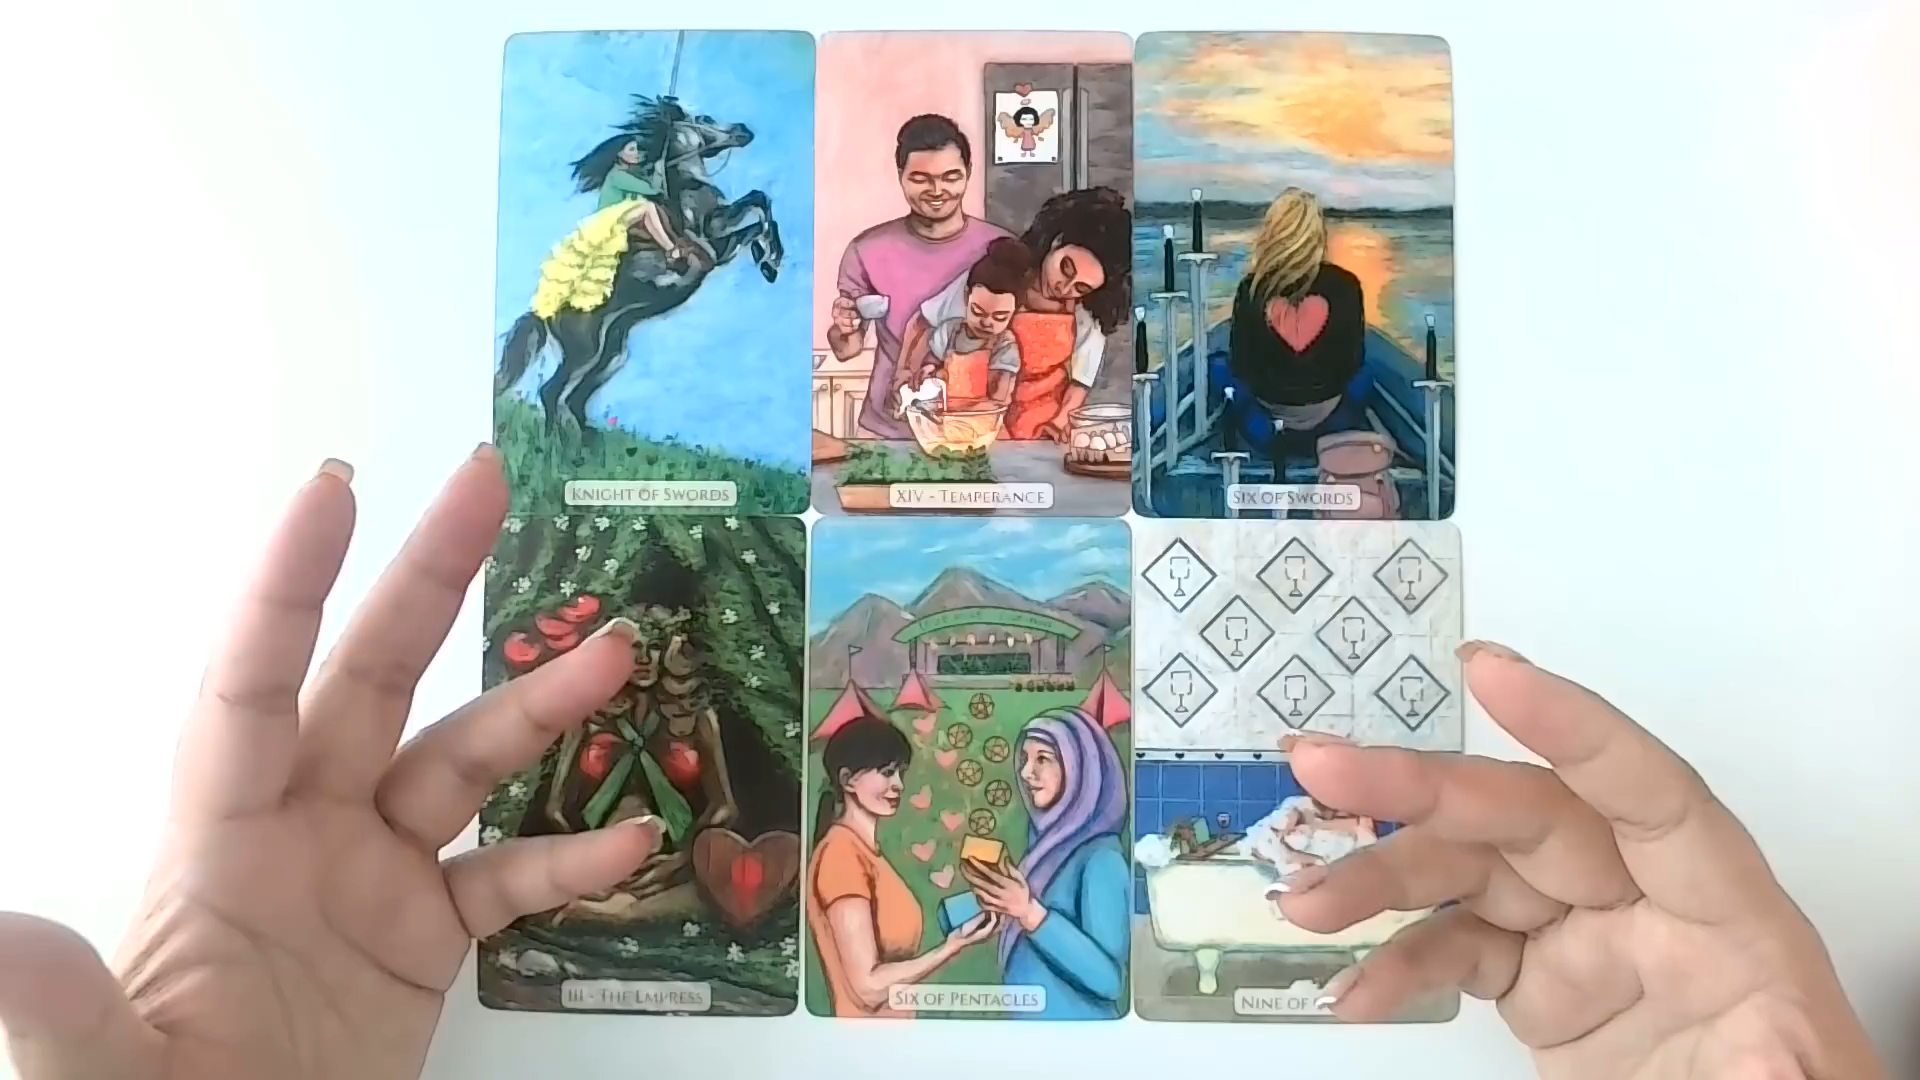 KNIGHT OF SWORDS
XIV - TEMPERANCE
SIX OF SWORDS
III - THE EMPRESS
SIX OF PENTACLES
NINE OF